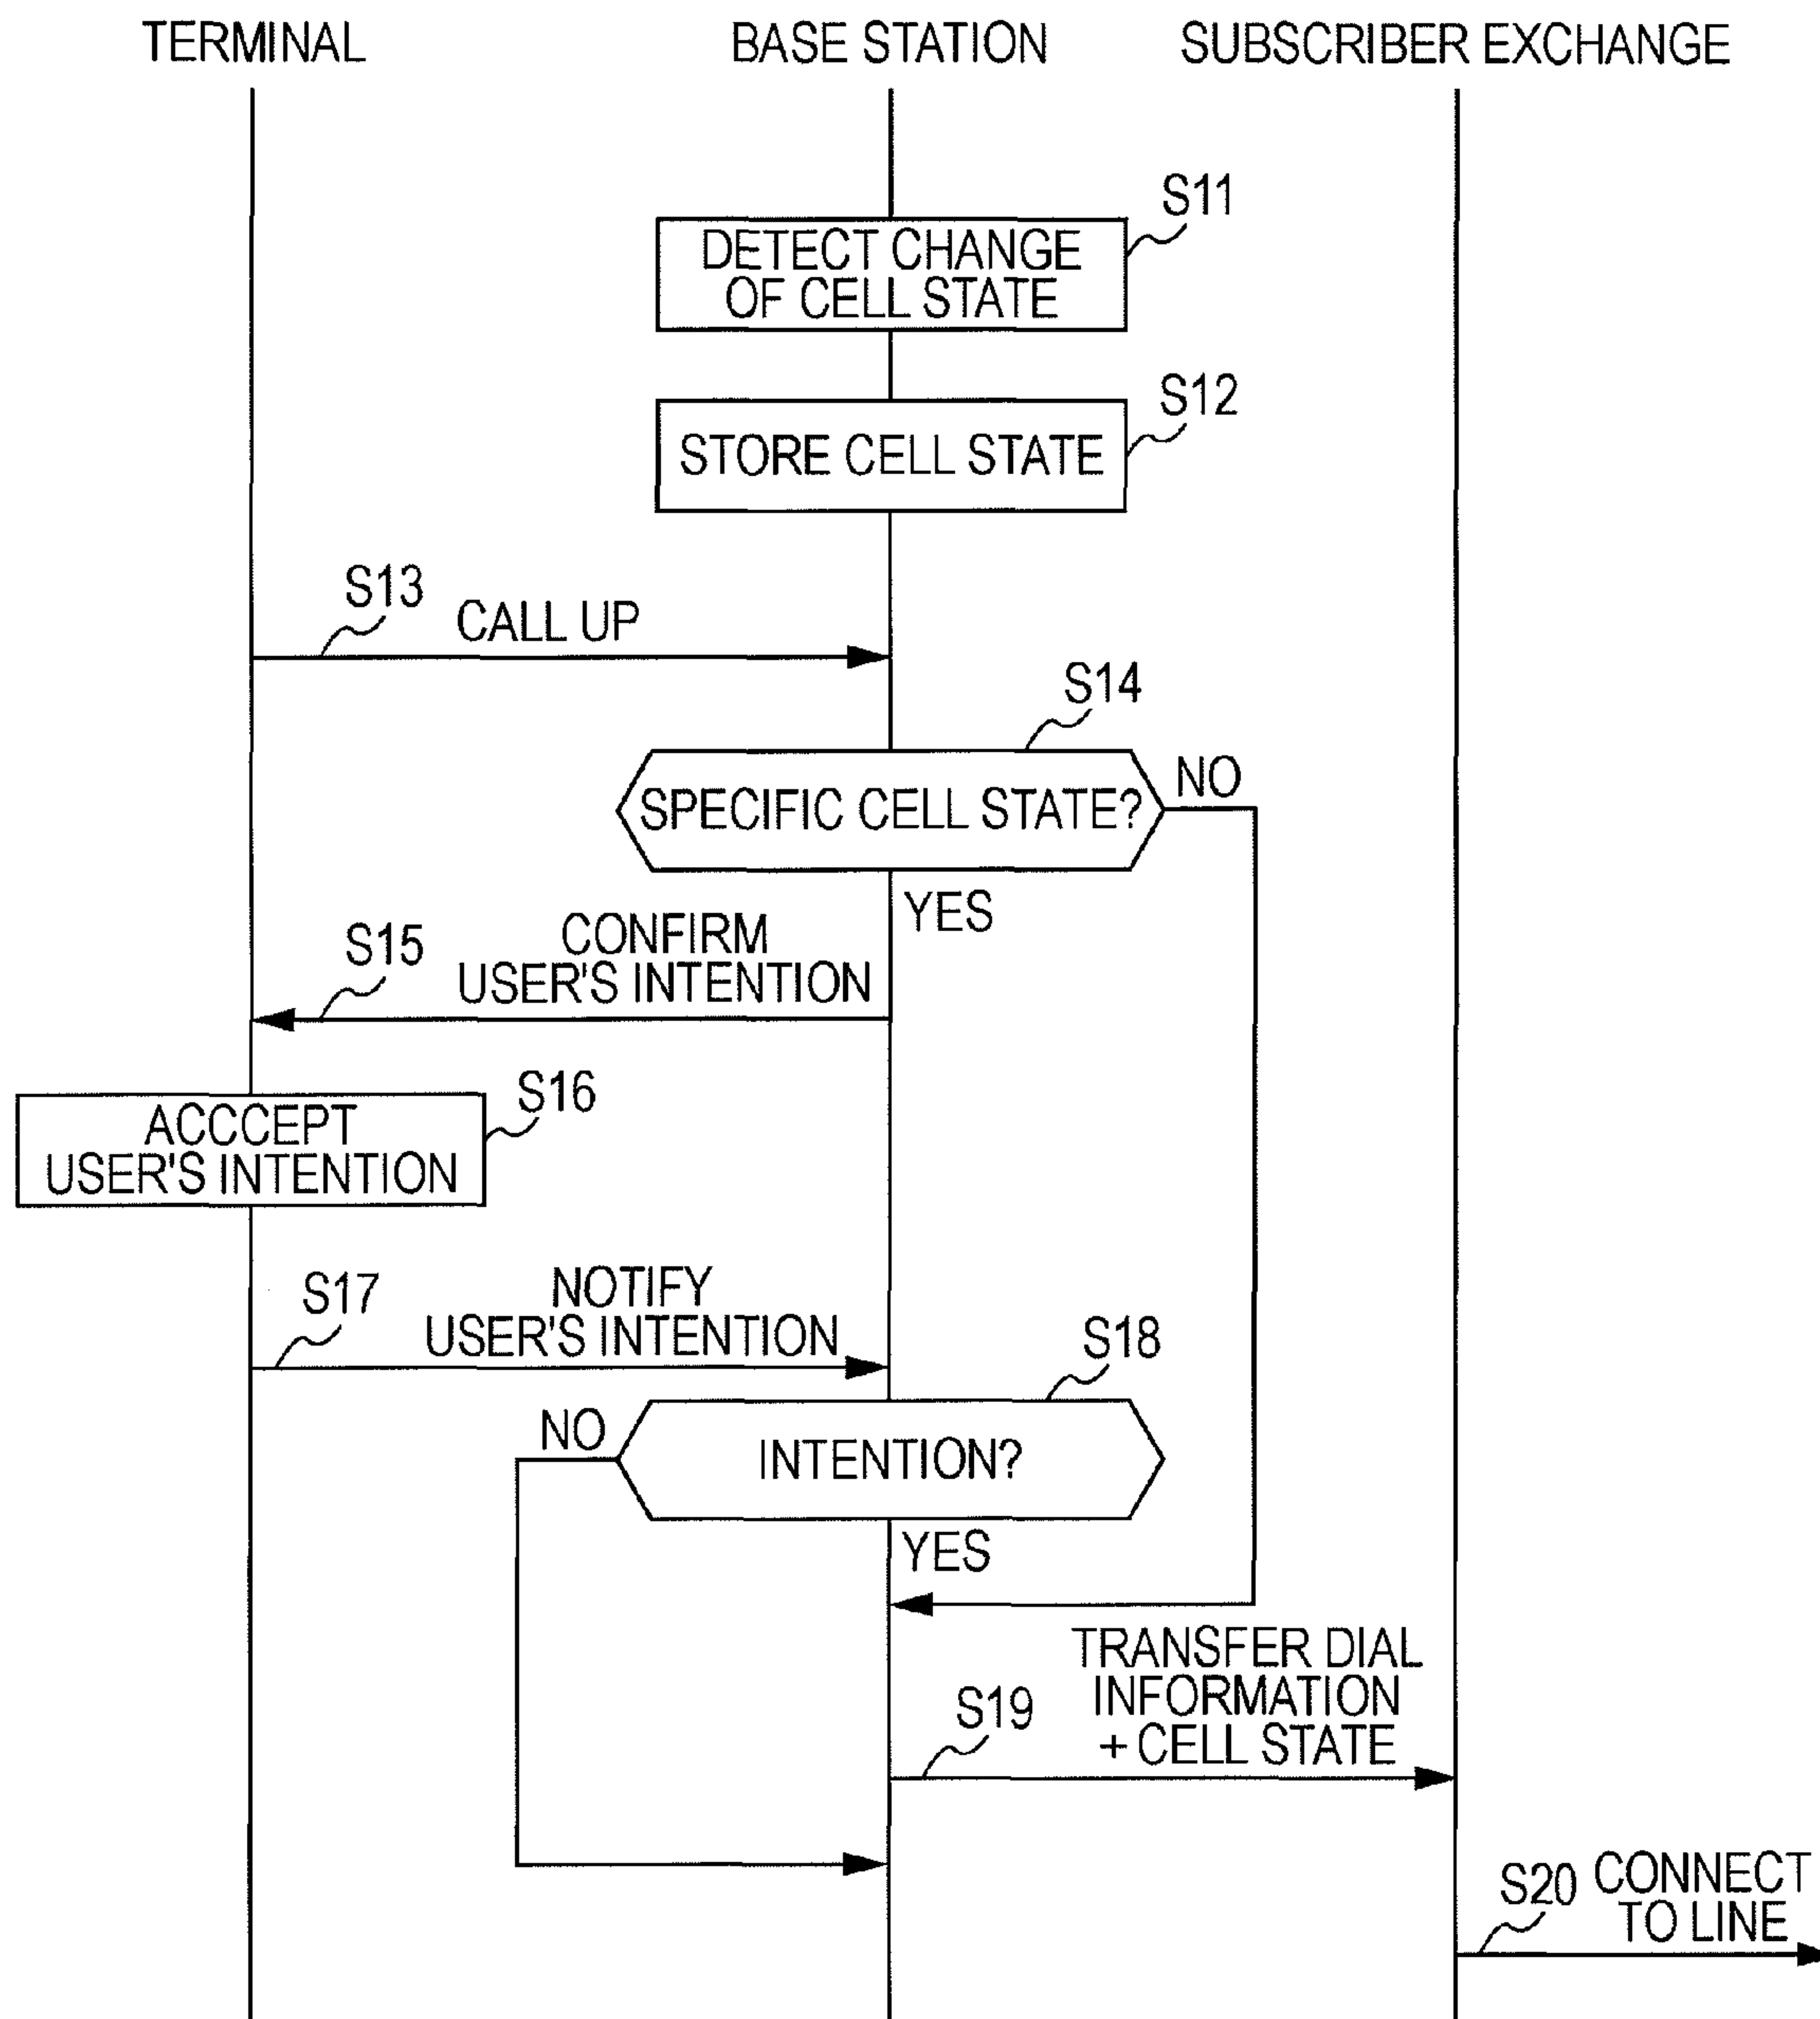 TERMINAL
BASE STATION
SUBSCRIBER EXCHANGE
S11
DETECT CHANGE
OF CELL STATE
S12
STORE CELL STATE
S13
CALL UP
S14
SPECIFIC CELL STATE?
NO
YES
S15
CONFIRM
USER'S INTENTION
S16
ACCCEPT
USER'S INTENTION
S17
NOTIFY
USER'S INTENTION
S18
NO
INTENTION?
YES
S19
TRANSFER DIAL
INFORMATION
+ CELL STATE
S20
CONNECT
TO LINE